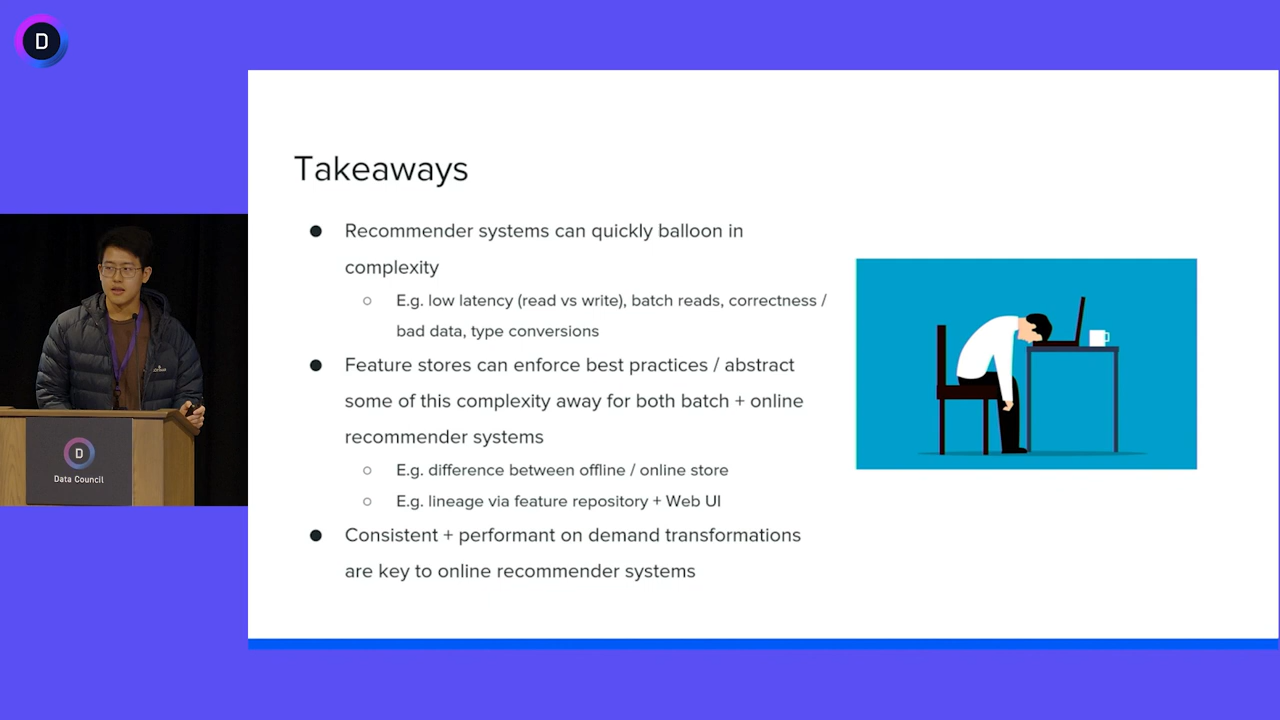 D
Takeaways
Recommender systems can quickly balloon in
complexity
E.g. low latency (read vs write), batch reads, correctness /
bad data, type conversions
Feature stores can enforce best practices / abstract
some of this complexity away for both batch + online
recommender systems
E.g. difference between offline / online store
E.g. lineage via feature repository + Web UI
Consistent + performant on demand transformations
are key to online recommender systems
D
Data Council